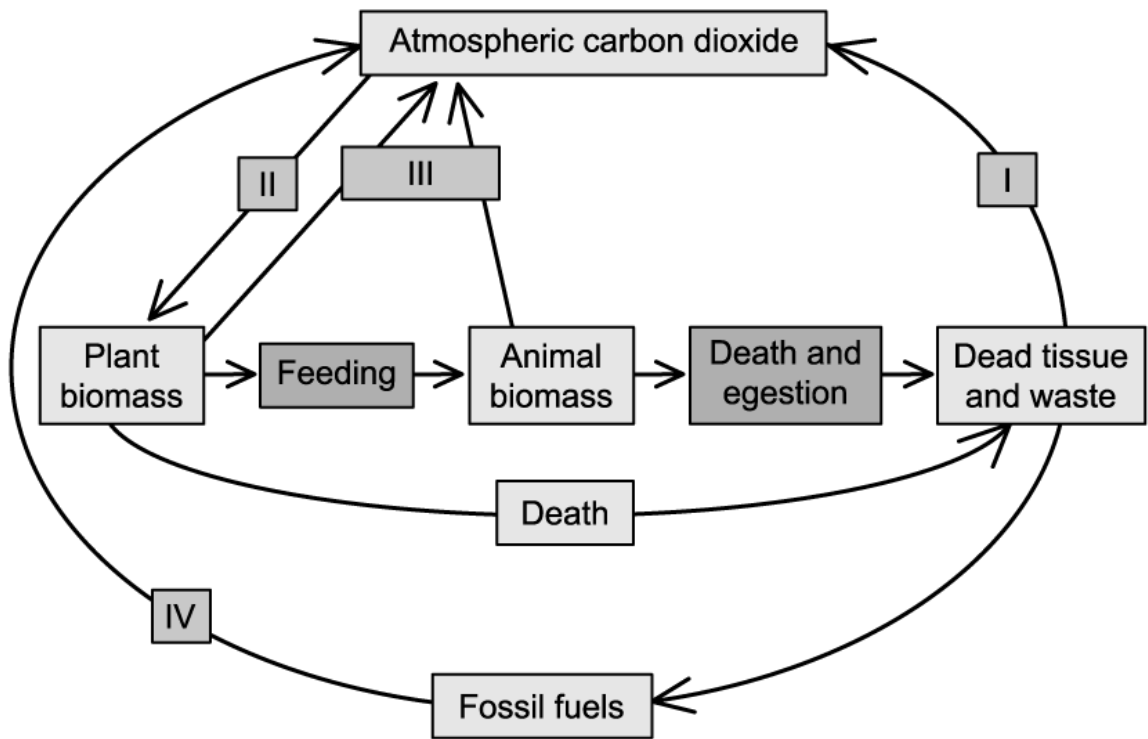 Atmospheric carbon dioxide
II
III
I
Plant
biomass
Feeding
Animal
biomass
Death and
egestion
Dead tissue
and waste
Death
IV
Fossil fuels